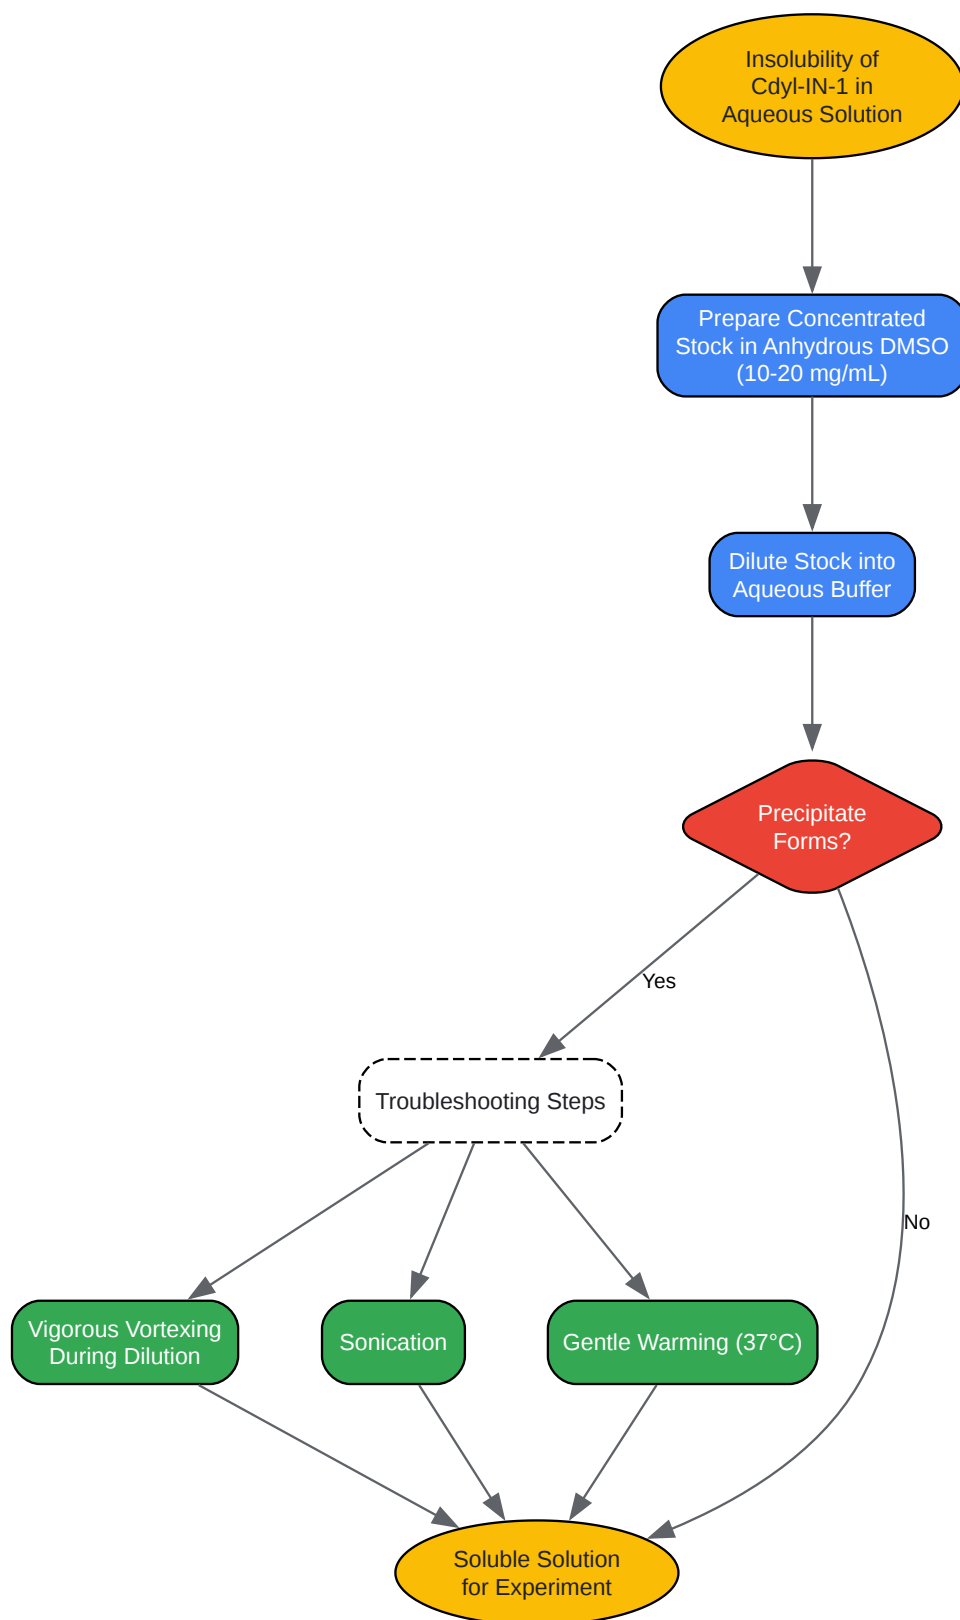 Insolubility of
Cdyl-IN-1 in
Aqueous Solution
Prepare Concentrated
Stock in Anhydrous DMSO
(10-20 mg/mL)
Dilute Stock into
Aqueous Buffer
Precipitate
Forms?
Yes
Troubleshooting Steps
No
Vigorous Vortexing
During Dilution
Sonication
Gentle Warming (37°C)
Soluble Solution
for Experiment